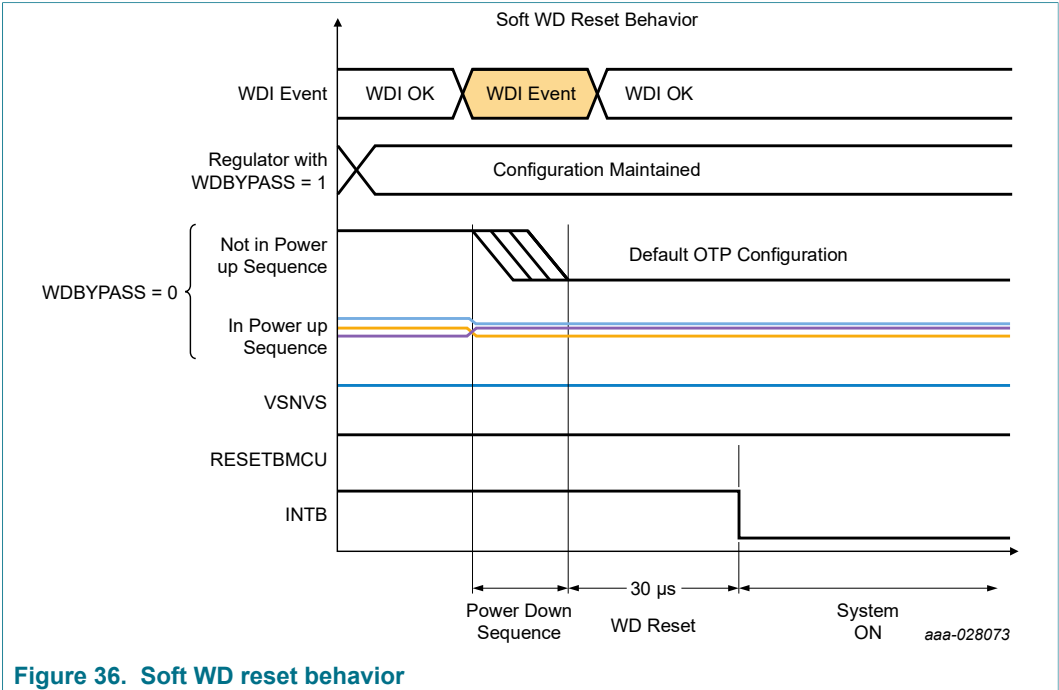 Soft WD Reset Behavior
WDI Event
WDI OK
WDI Event
WDI OK
Regulator with
WDBYPASS = 1
Configuration Maintained
WDBYPASS = 0
Not in Power
up Sequence
Default OTP Configuration
In Power up
Sequence
VSNVS
RESETBMCU
INTB
30 µs
Power Down
Sequence
WD Reset
System
ON
aaa-028073
Figure 36. Soft WD reset behavior